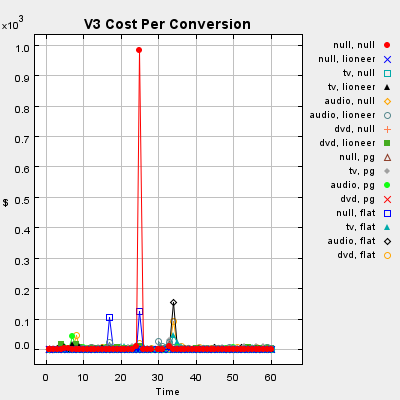 V3 Cost Per Conversion
x10^3
1.0
0.9
0.8
0.7
0.6
0.5
0.4
0.3
0.2
0.1
0.0
$
0 10 20 30 40 50 60
Time
null, null
null, lioneer
tv, null
tv, lioneer
audio, null
audio, lioneer
dvd, null
dvd, lioneer
null, pg
tv, pg
audio, pg
dvd, pg
null, flat
tv, flat
audio, flat
dvd, flat